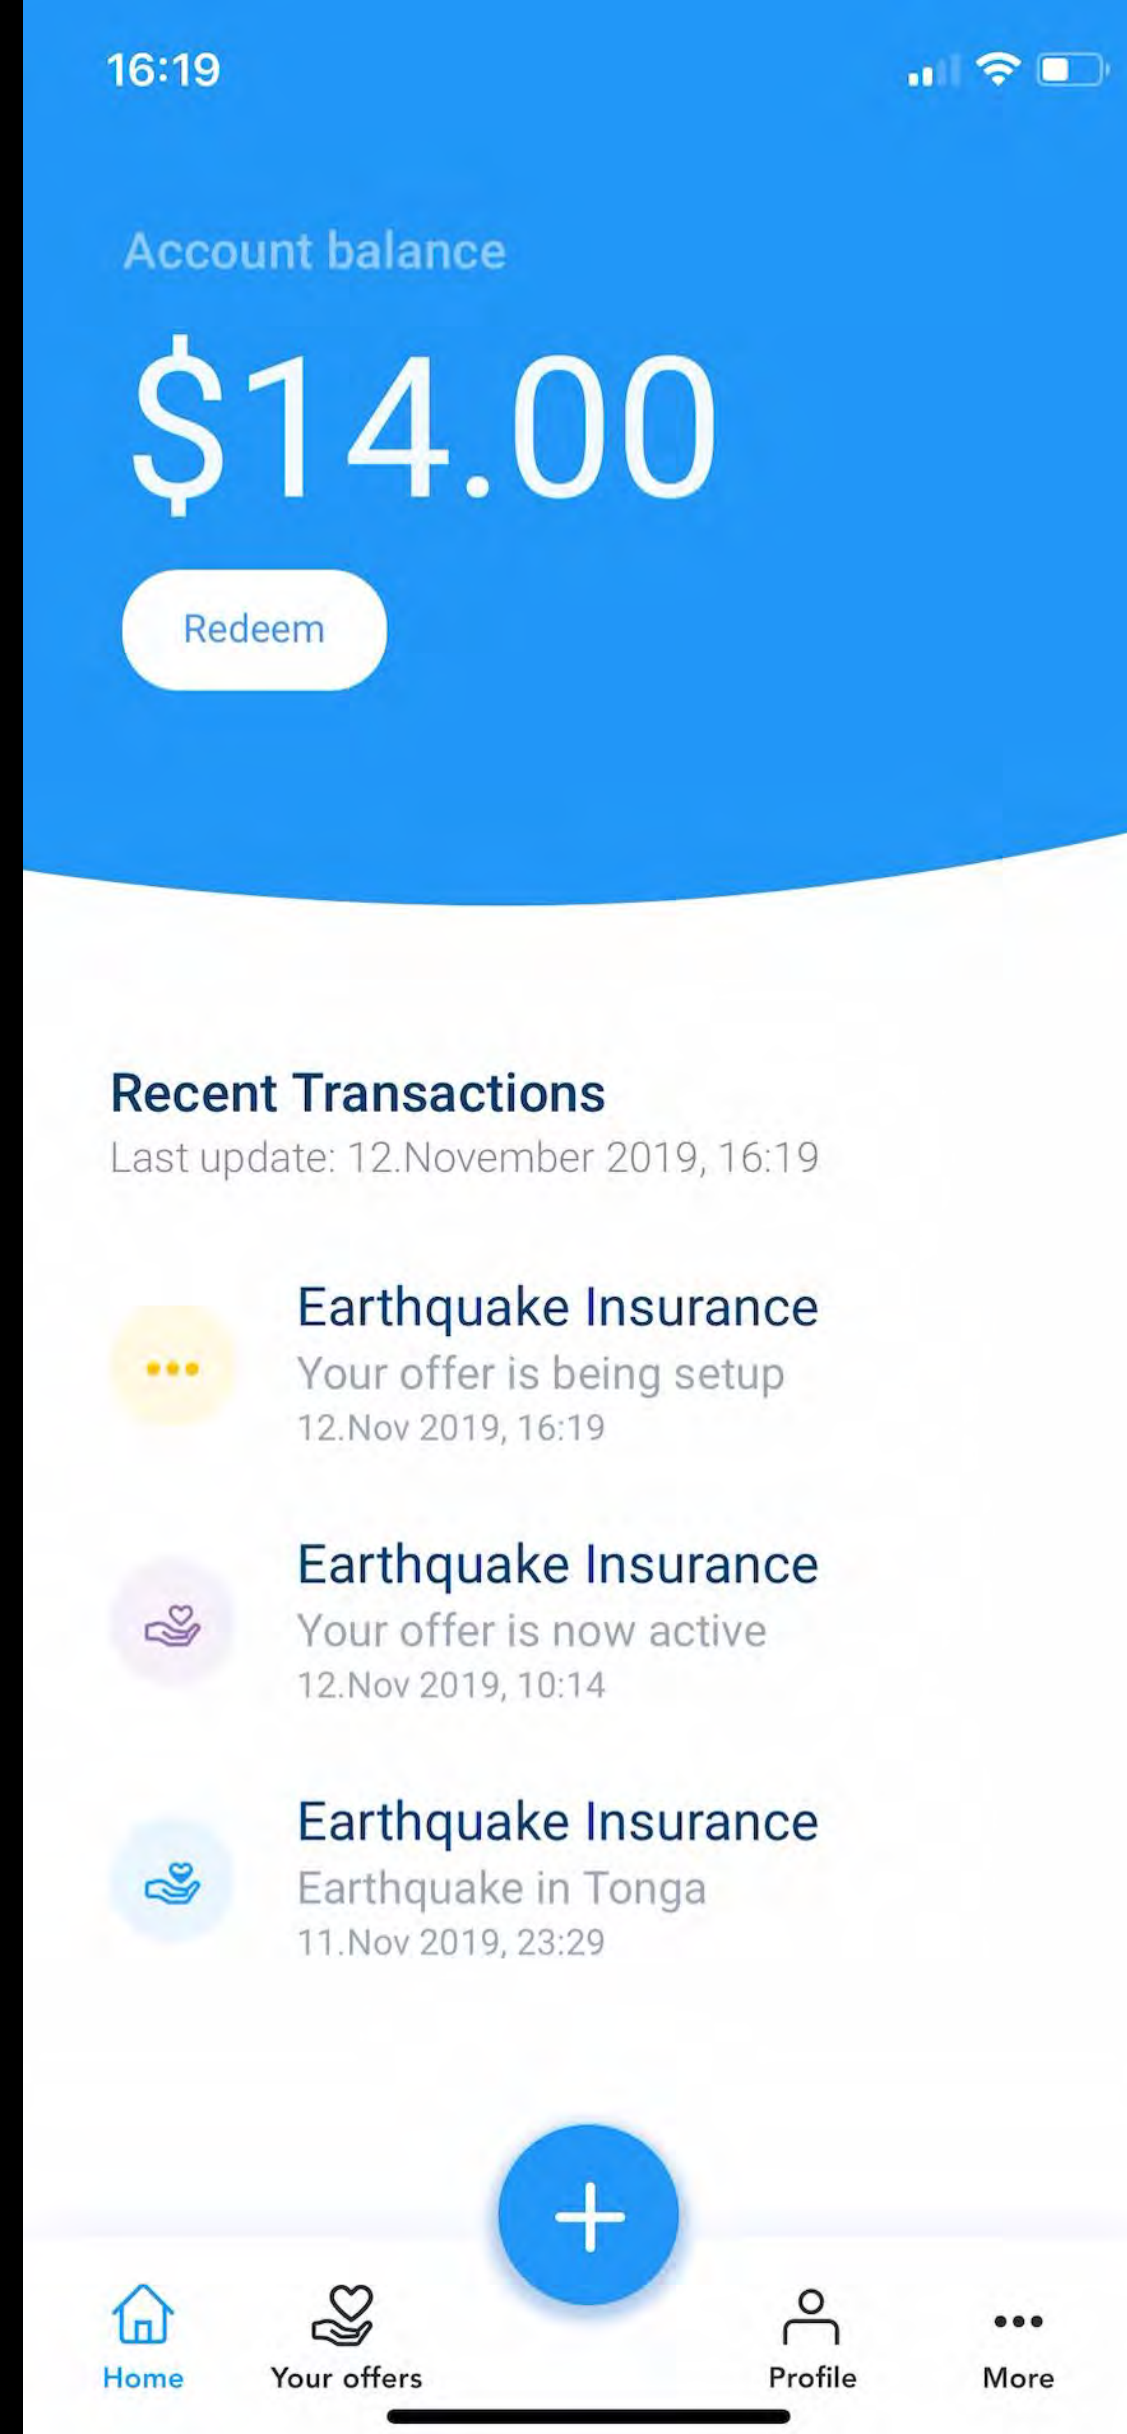 16:19
Account balance
$14.00
Redeem
Recent Transactions
Last update: 12.November 2019, 16:19
Earthquake Insurance
Your offer is being setup
12.Nov 2019, 16:19
Earthquake Insurance
Your offer is now active
12.Nov 2019, 10:14
Earthquake Insurance
Earthquake in Tonga
11.Nov 2019, 23:29
Home
Your offers
Profile
More